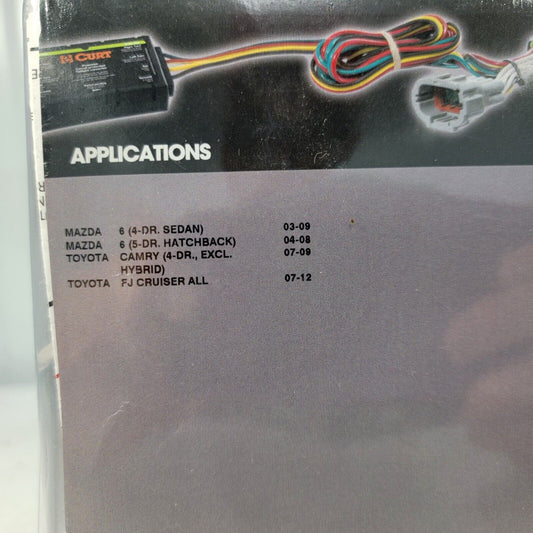 CURT
APPLICATIONS
MAZDA 6 (4-DR. SEDAN) 03-09
MAZDA 6 (5-DR. HATCHBACK) 04-08
TOYOTA CAMRY (4-DR., EXCL. 07-09
HYBRID)
TOYOTA FJ CRUISER ALL 07-12